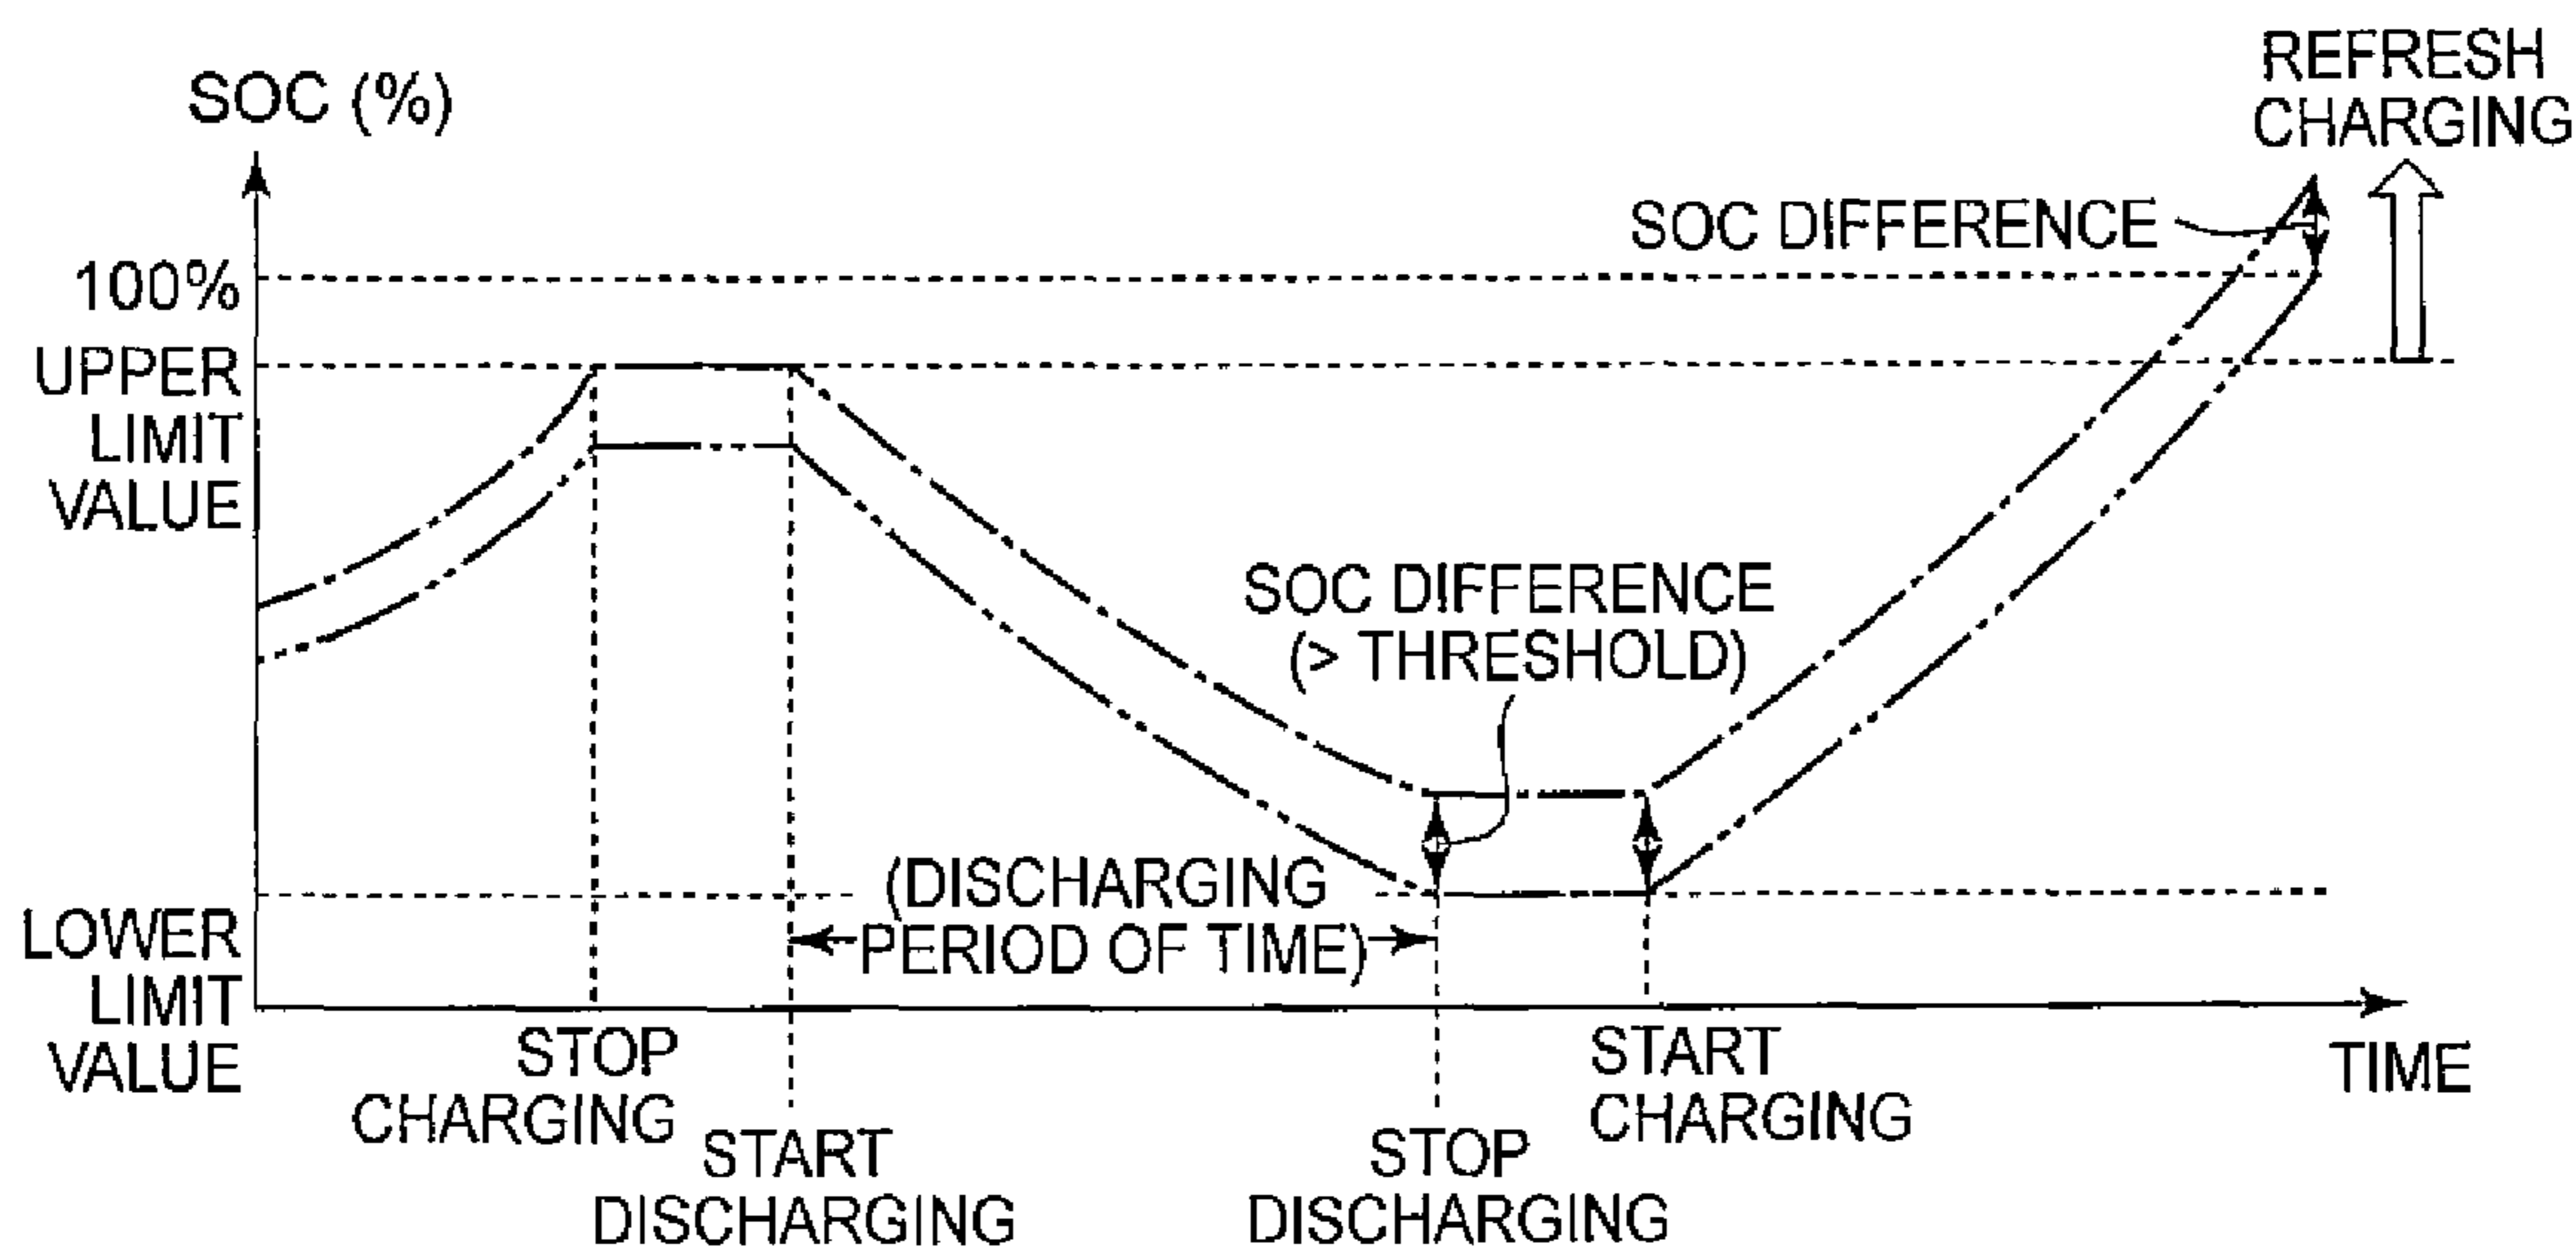 REFRESH
CHARGING
SOC (%)
SOC DIFFERENCE
100%
UPPER
LIMIT
VALUE
SOC DIFFERENCE
(> THRESHOLD)
(DISCHARGING
PERIOD OF TIME)
LOWER
LIMIT
VALUE
STOP
CHARGING
START
DISCHARGING
STOP
DISCHARGING
START
CHARGING
TIME